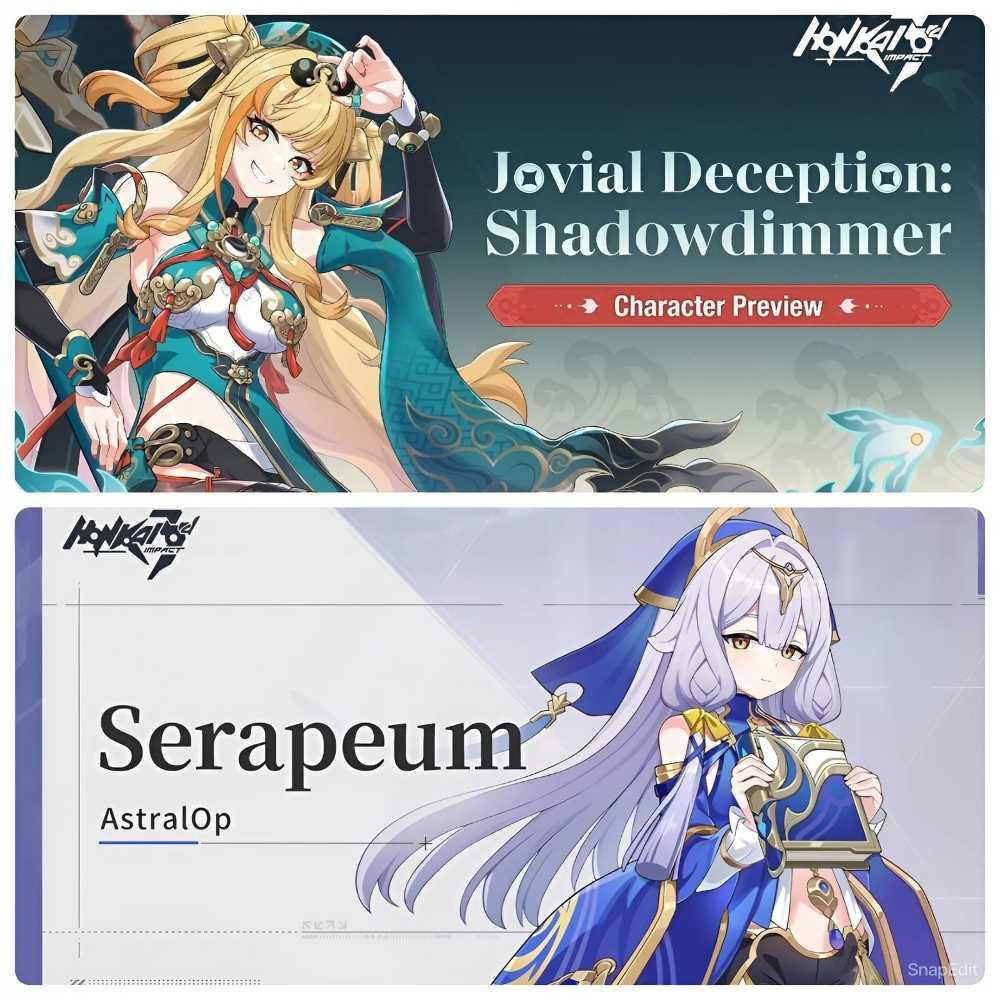 HONKAI 3rd
IMPACT
Jovial Deception:
Shadowdimmer
Character Preview
HONKAI 3rd
IMPACT
Serapeum
AstralOp
SnapEdit